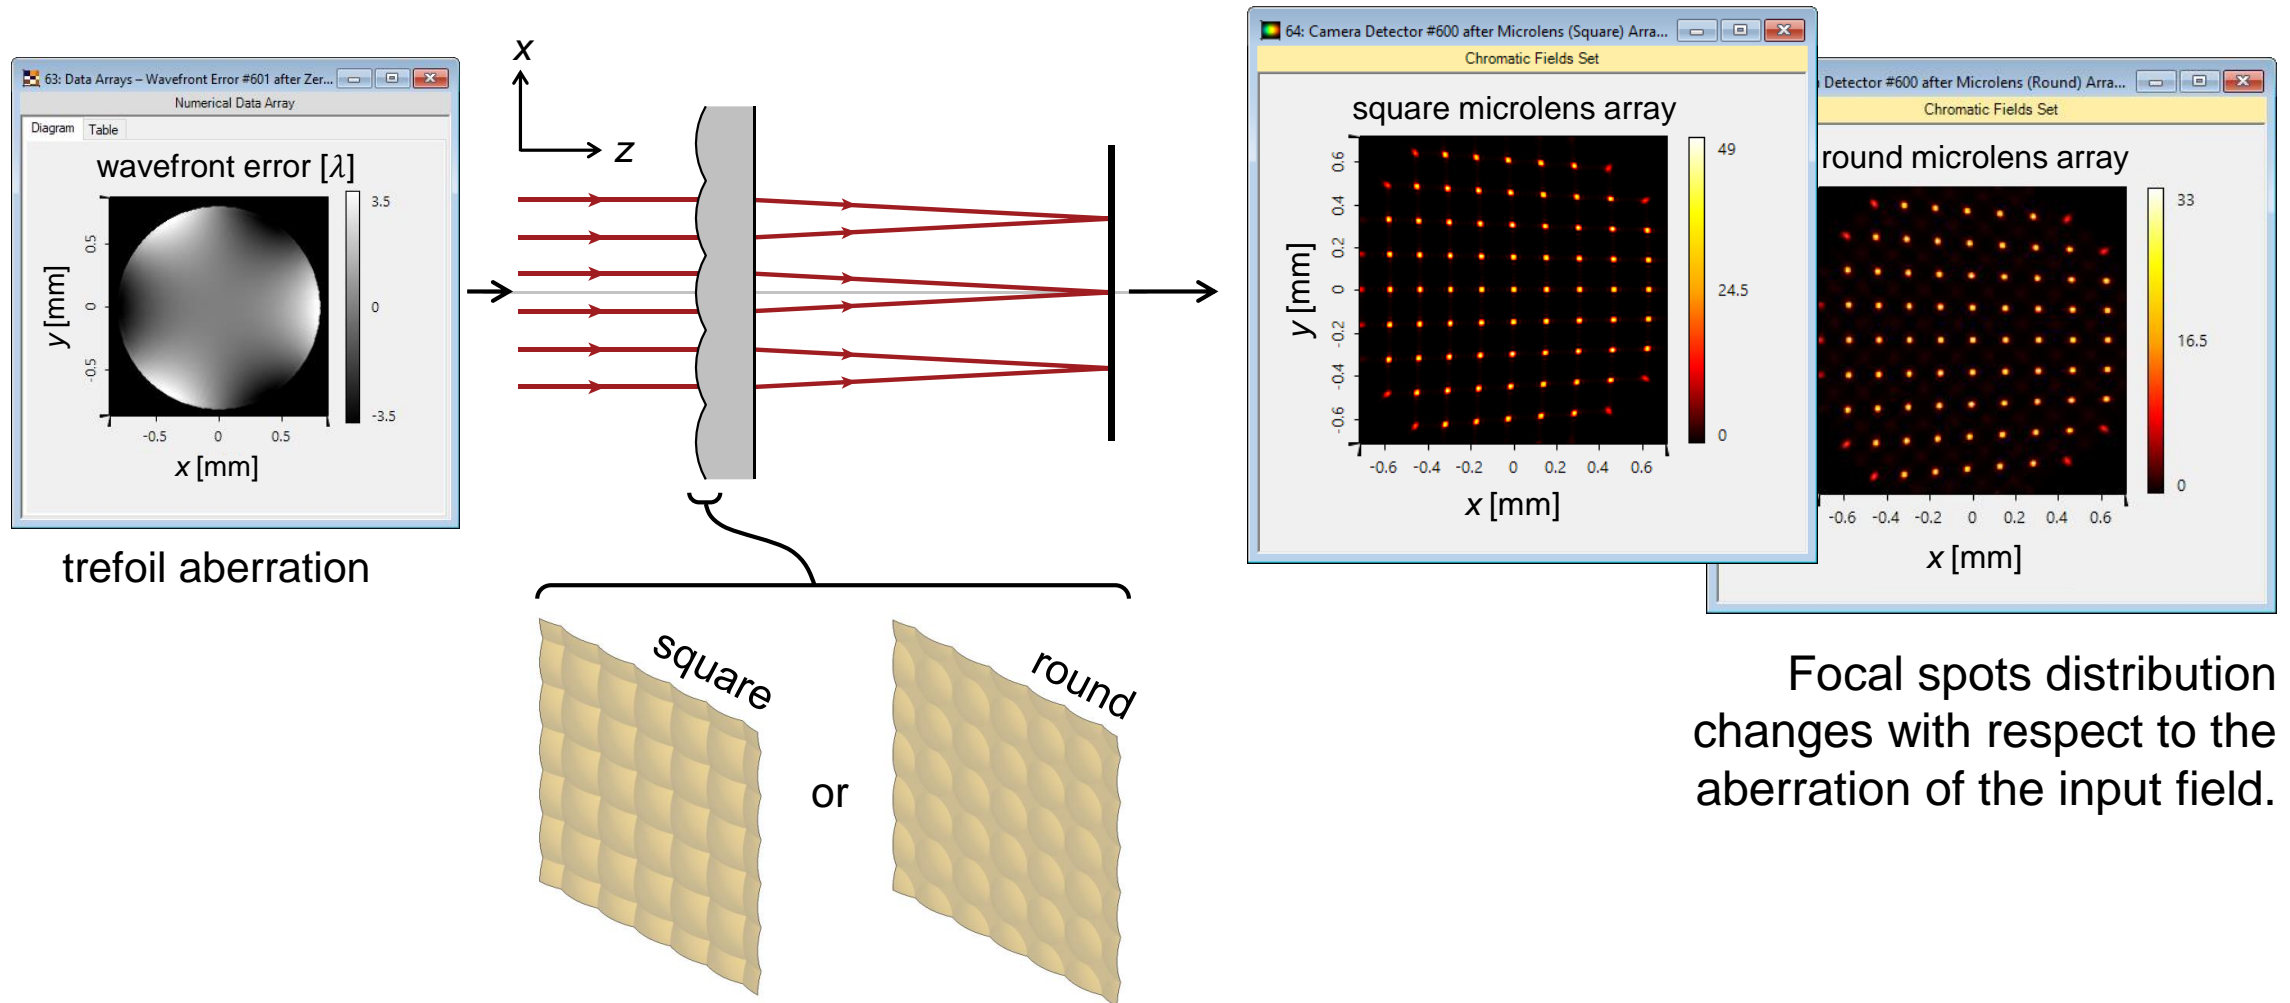 63: Data Arrays – Wavefront Error #601 after Zer...
Numerical Data Array
Diagram Table
wavefront error [λ]
3.5
0
-3.5
0.5
0
-0.5
y [mm]
-0.5 0 0.5
x [mm]
trefoil aberration
x
z
square
or
round
64: Camera Detector #600 after Microlens (Square) Arra...
Chromatic Fields Set
square microlens array
49
24.5
0
0.6
0.4
0.2
0
-0.2
-0.4
-0.6
y [mm]
-0.6 -0.4 -0.2 0 0.2 0.4 0.6
x [mm]
Detector #600 after Microlens (Round) Arra...
Chromatic Fields Set
round microlens array
33
16.5
0
-0.6 -0.4 -0.2 0 0.2 0.4 0.6
x [mm]
Focal spots distribution
changes with respect to the
aberration of the input field.